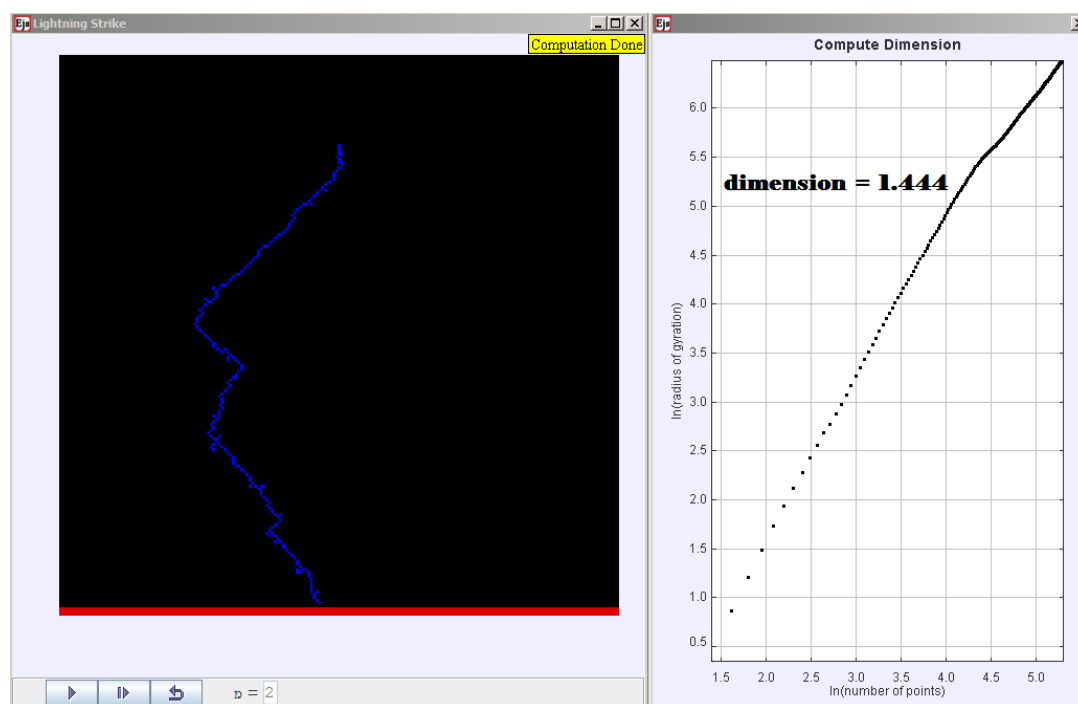 Ejs Lightning Strike
Computation Done
η = 2
Ejs
Compute Dimension
dimension = 1.444
ln(radius of gyration)
6.0
5.5
5.0
4.5
4.0
3.5
3.0
2.5
2.0
1.5
1.0
0.5
1.5 2.0 2.5 3.0 3.5 4.0 4.5 5.0
ln(number of points)